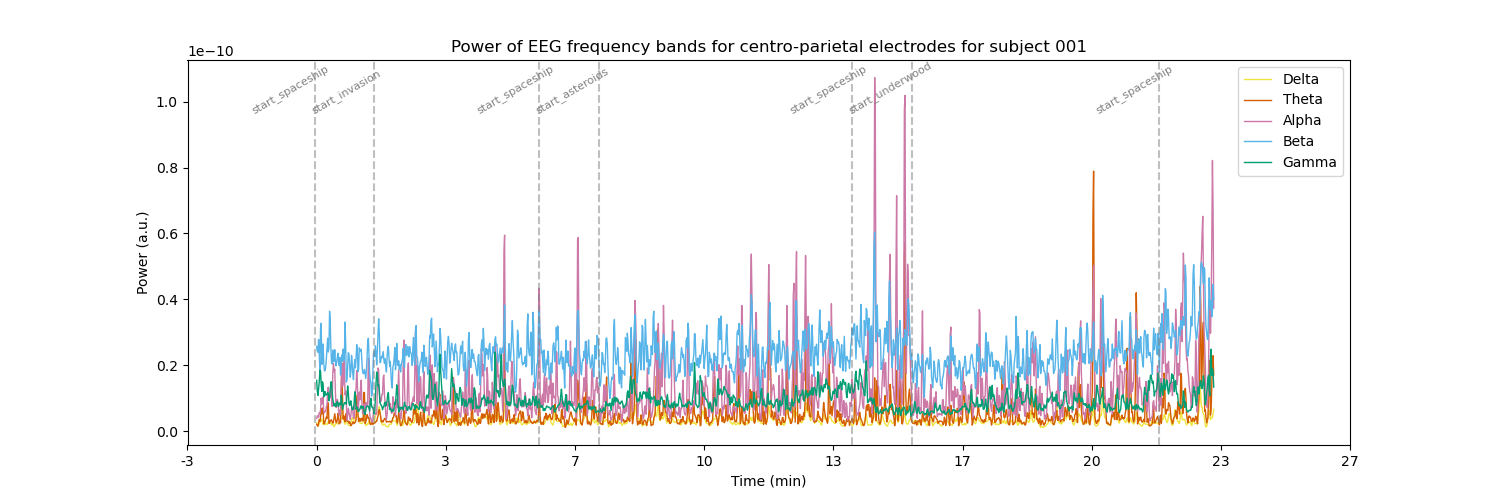 Power of EEG frequency bands for centro-parietal electrodes for subject 001
1e−10
start_spaceship
start_invasion
start_spaceship
start_asteroids
start_spaceship
start_underwood
start_spaceship
Delta
Theta
Alpha
Beta
Gamma
1.0
0.8
0.6
0.4
0.2
0.0
Power (a.u.)
-3
0
3
7
10
13
17
20
23
27
Time (min)